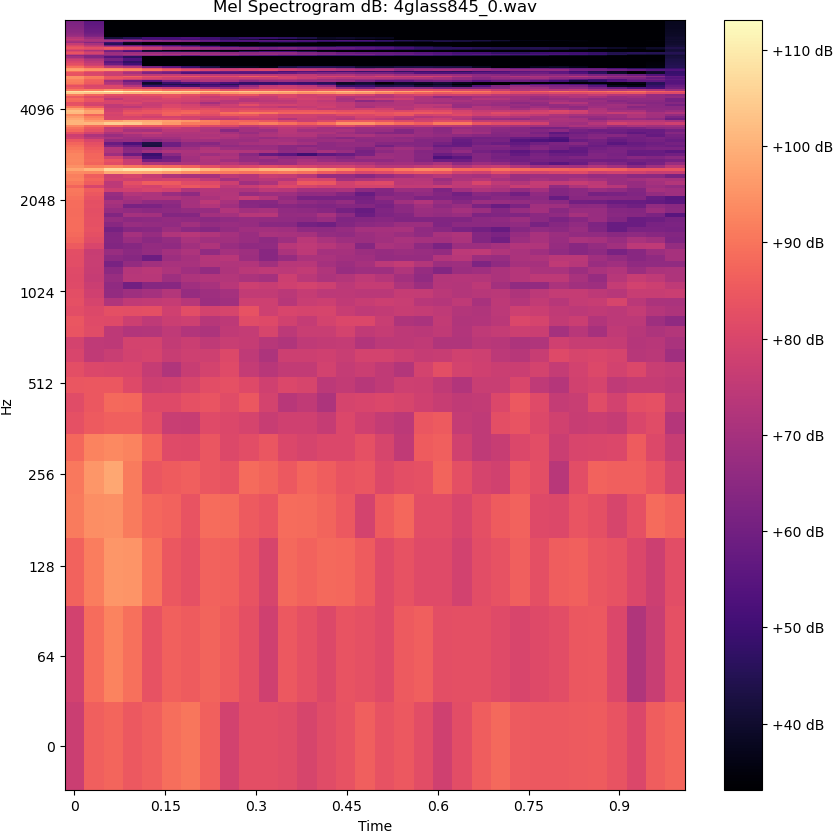 Mel Spectrogram dB: 4glass845_0.wav
+110 dB
+100 dB
+90 dB
+80 dB
+70 dB
+60 dB
+50 dB
+40 dB
Hz
4096
2048
1024
512
256
128
64
0
0 0.15 0.3 0.45 0.6 0.75 0.9
Time